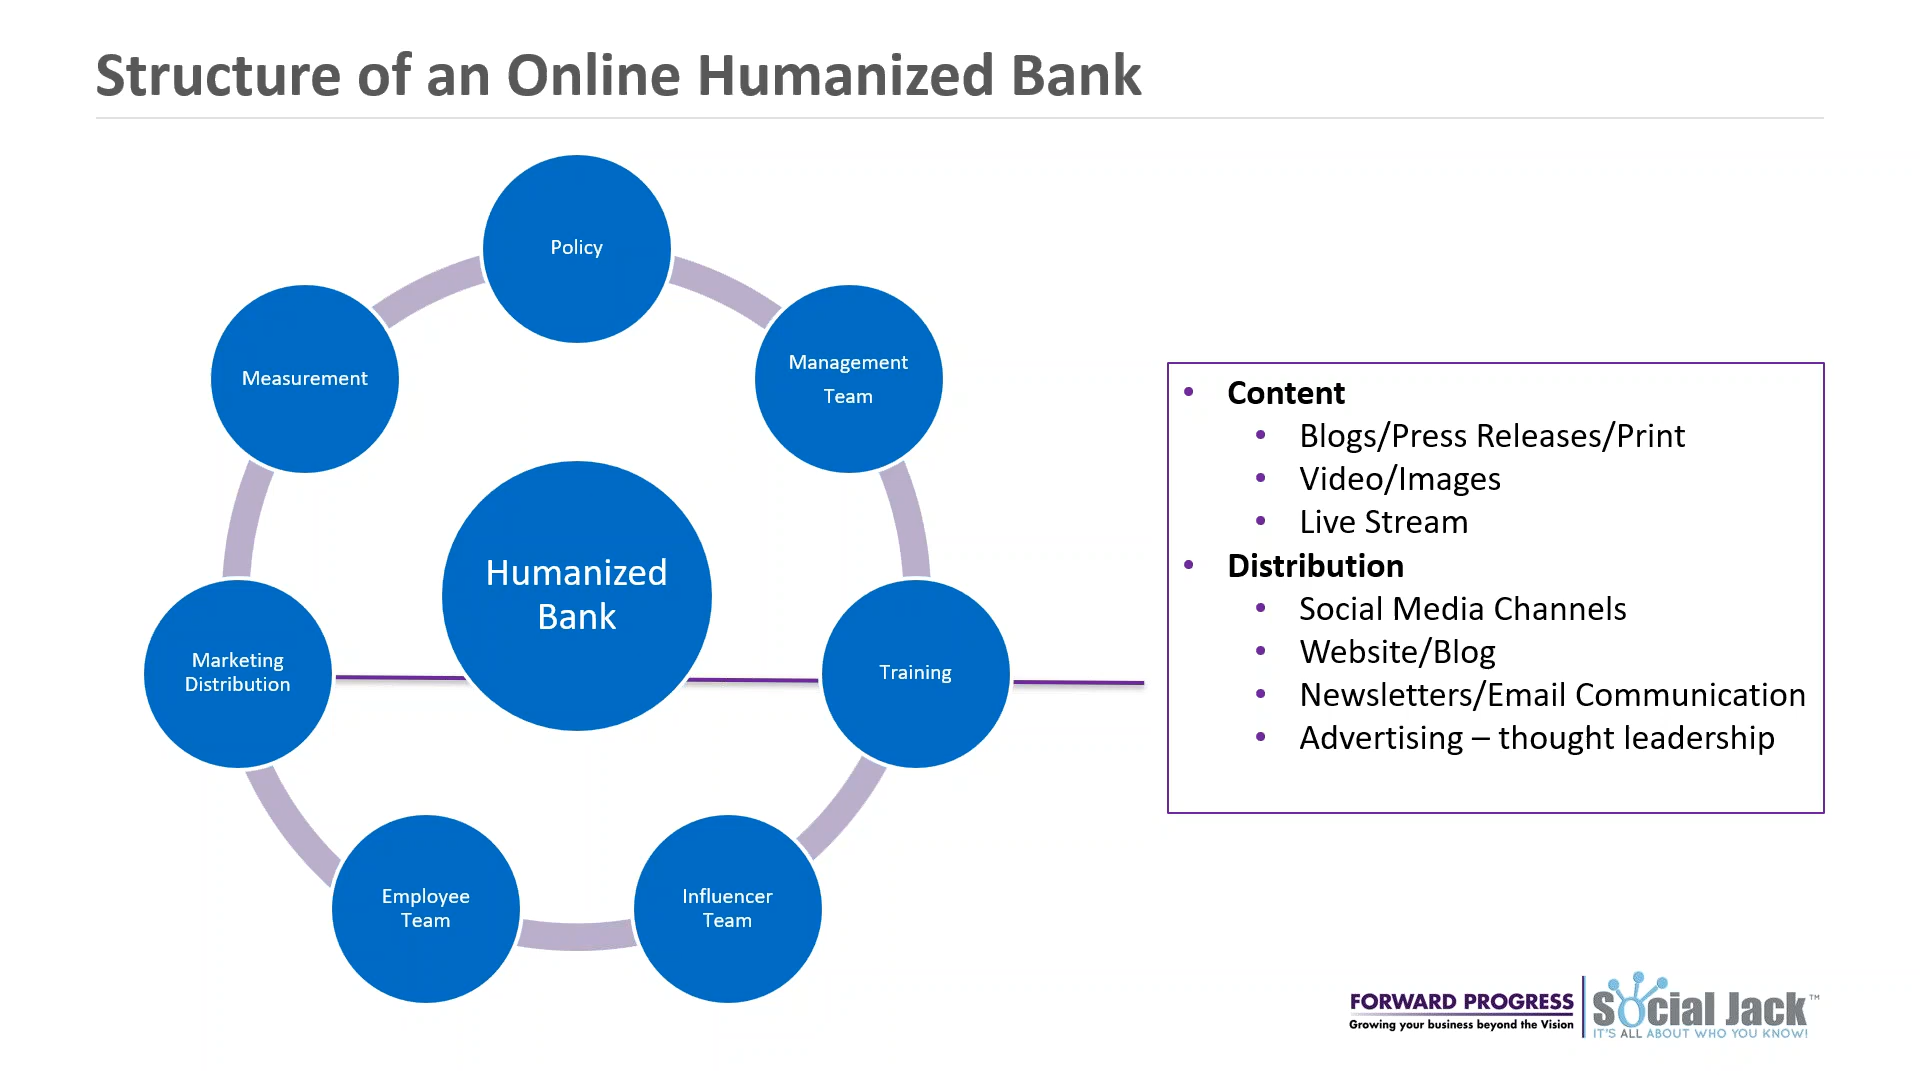 Structure of an Online Humanized Bank
Policy
Management
Team
Measurement
Humanized
Bank
Marketing
Distribution
Training
Employee
Team
Influencer
Team
• Content
• Blogs/Press Releases/Print
• Video/Images
• Live Stream
• Distribution
• Social Media Channels
• Website/Blog
• Newsletters/Email Communication
• Advertising – thought leadership
FORWARD PROGRESS
Growing your business beyond the Vision
Social Jack™
IT'S ALL ABOUT WHO YOU KNOW!